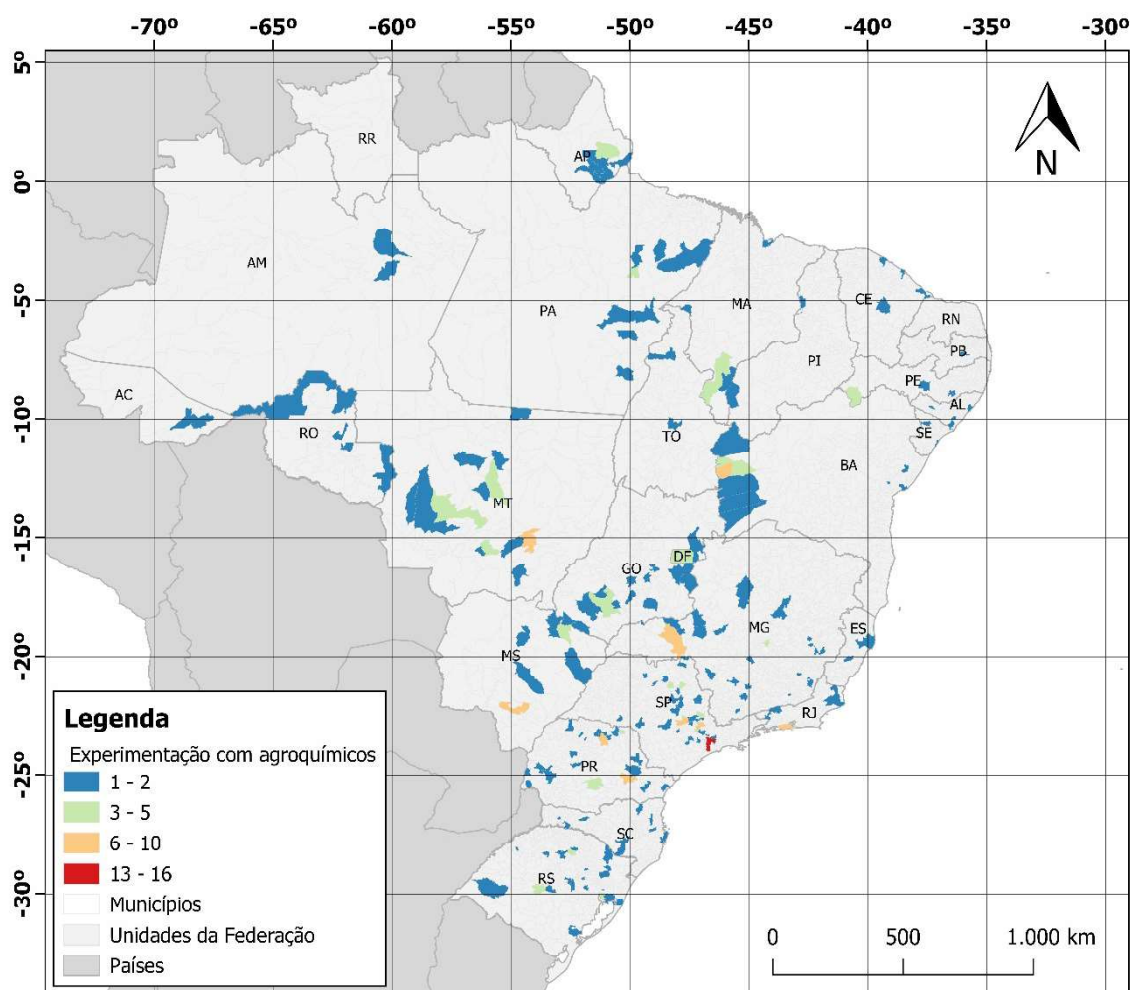 -70º -65º -60º -55º -50º -45º -40º -35º -30º
5º
0º
-5º
-10º
-15º
-20º
-25º
-30º
N
RR
AP
AM
PA
MA
CE
RN
PB
PI
PE
AL
AC
SE
TO
RO
BA
MT
DF
GO
MG
ES
MS
SP
RJ
PR
SC
RS
Legenda
Experimentação com agroquímicos
1 - 2
3 - 5
6 - 10
13 - 16
Municípios
Unidades da Federação
Países
0 500 1.000 km